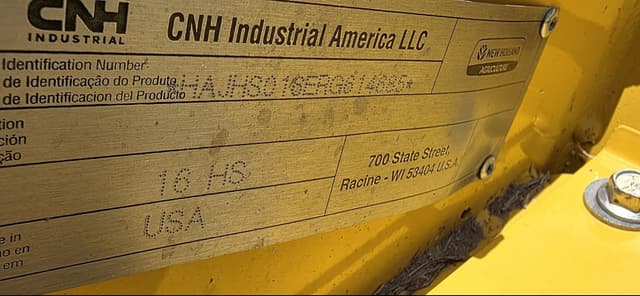 CNH
INDUSTRIAL
CNH Industrial America LLC
NEW HOLLAND
AGRICULTURE
Identification Number
de Identificação do Produto
de Identificacion del Producto
*HAJHS016ERG614685*
tion
ción
ção
16 HS
700 State Street,
Racine - WI 53404 U.S.A.
USA
e in
o en
em